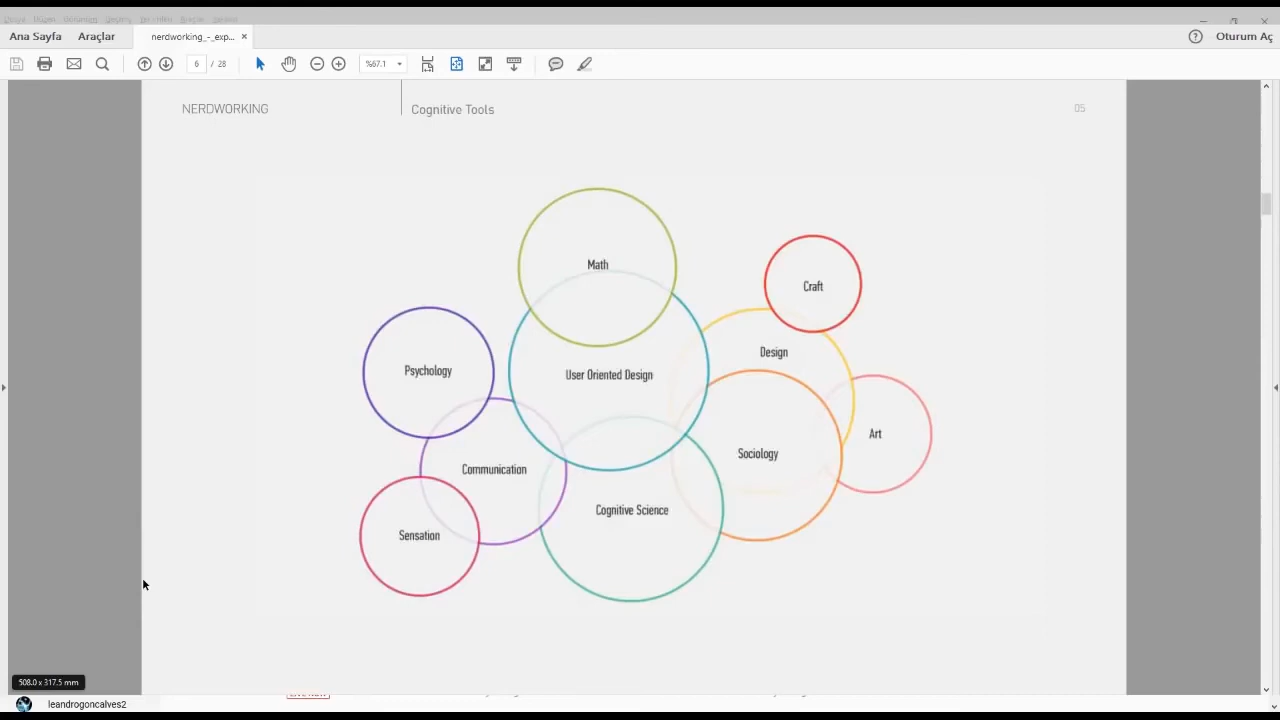 Ana Sayfa Araçlar nerdworking_-_exp... × Oturum Aç
6 / 28 %67.1
NERDWORKING Cognitive Tools 05
Math
Craft
Design
Psychology
User Oriented Design
Art
Sociology
Communication
Cognitive Science
Sensation
508.0 x 317.5 mm
leandrogoncalves2